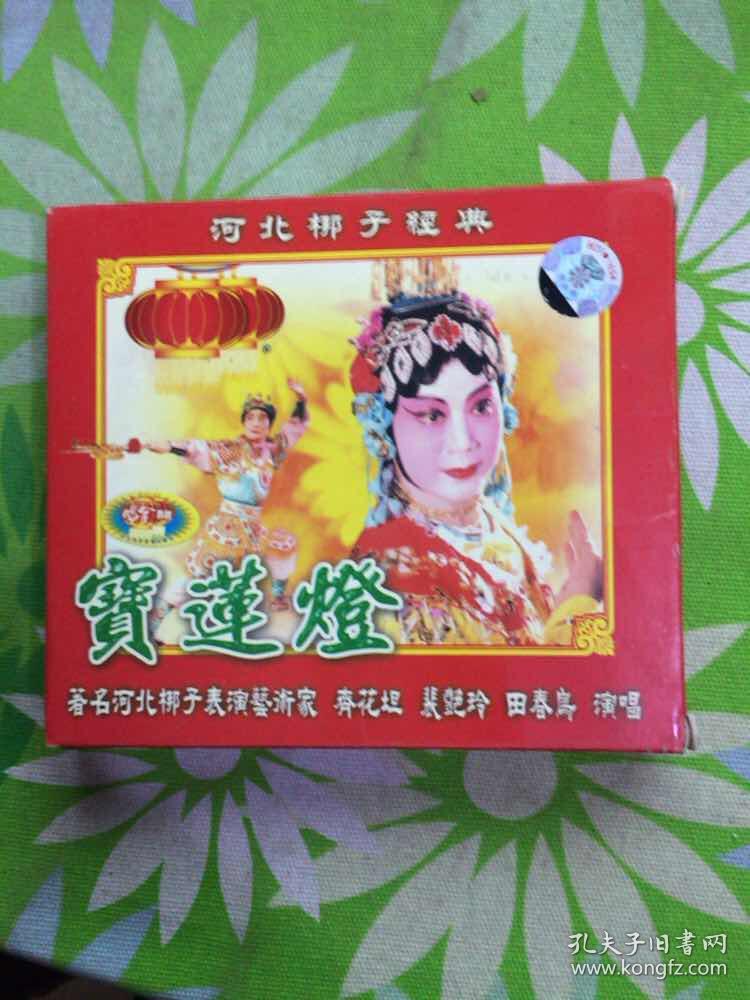 河北梆子經典
®
寶蓮燈
著名河北梆子表演藝術家 齊花坦 裴艷玲 田春鳥 演唱
孔夫子旧書网
www.kongfz.com